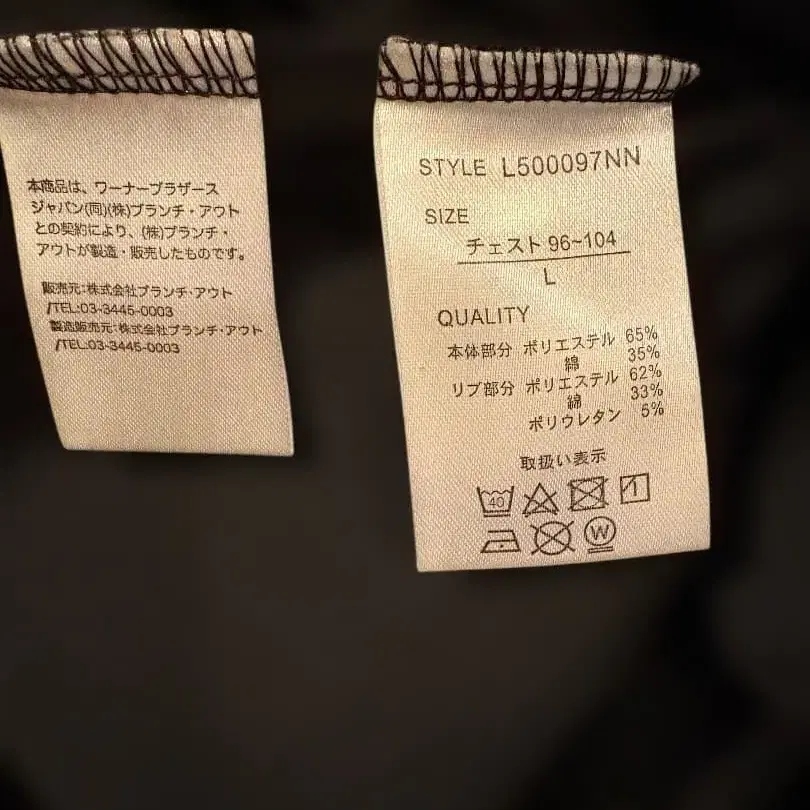 本商品は、ワーナーブラザース
ジャパン(同)(株)ブランチ・アウト
との契約により、(株)ブランチ・
アウトが製造・販売したものです。
販売元:株式会社ブランチ・アウト
/TEL:03-3445-0003
製造販売元:株式会社ブランチ・アウト
/TEL:03-3445-0003
STYLE L500097NN
SIZE
チェスト 96~104
L
QUALITY
本体部分 ポリエステル 65%
綿 35%
リブ部分 ポリエステル 62%
綿 33%
ポリウレタン 5%
取扱い表示
40
W